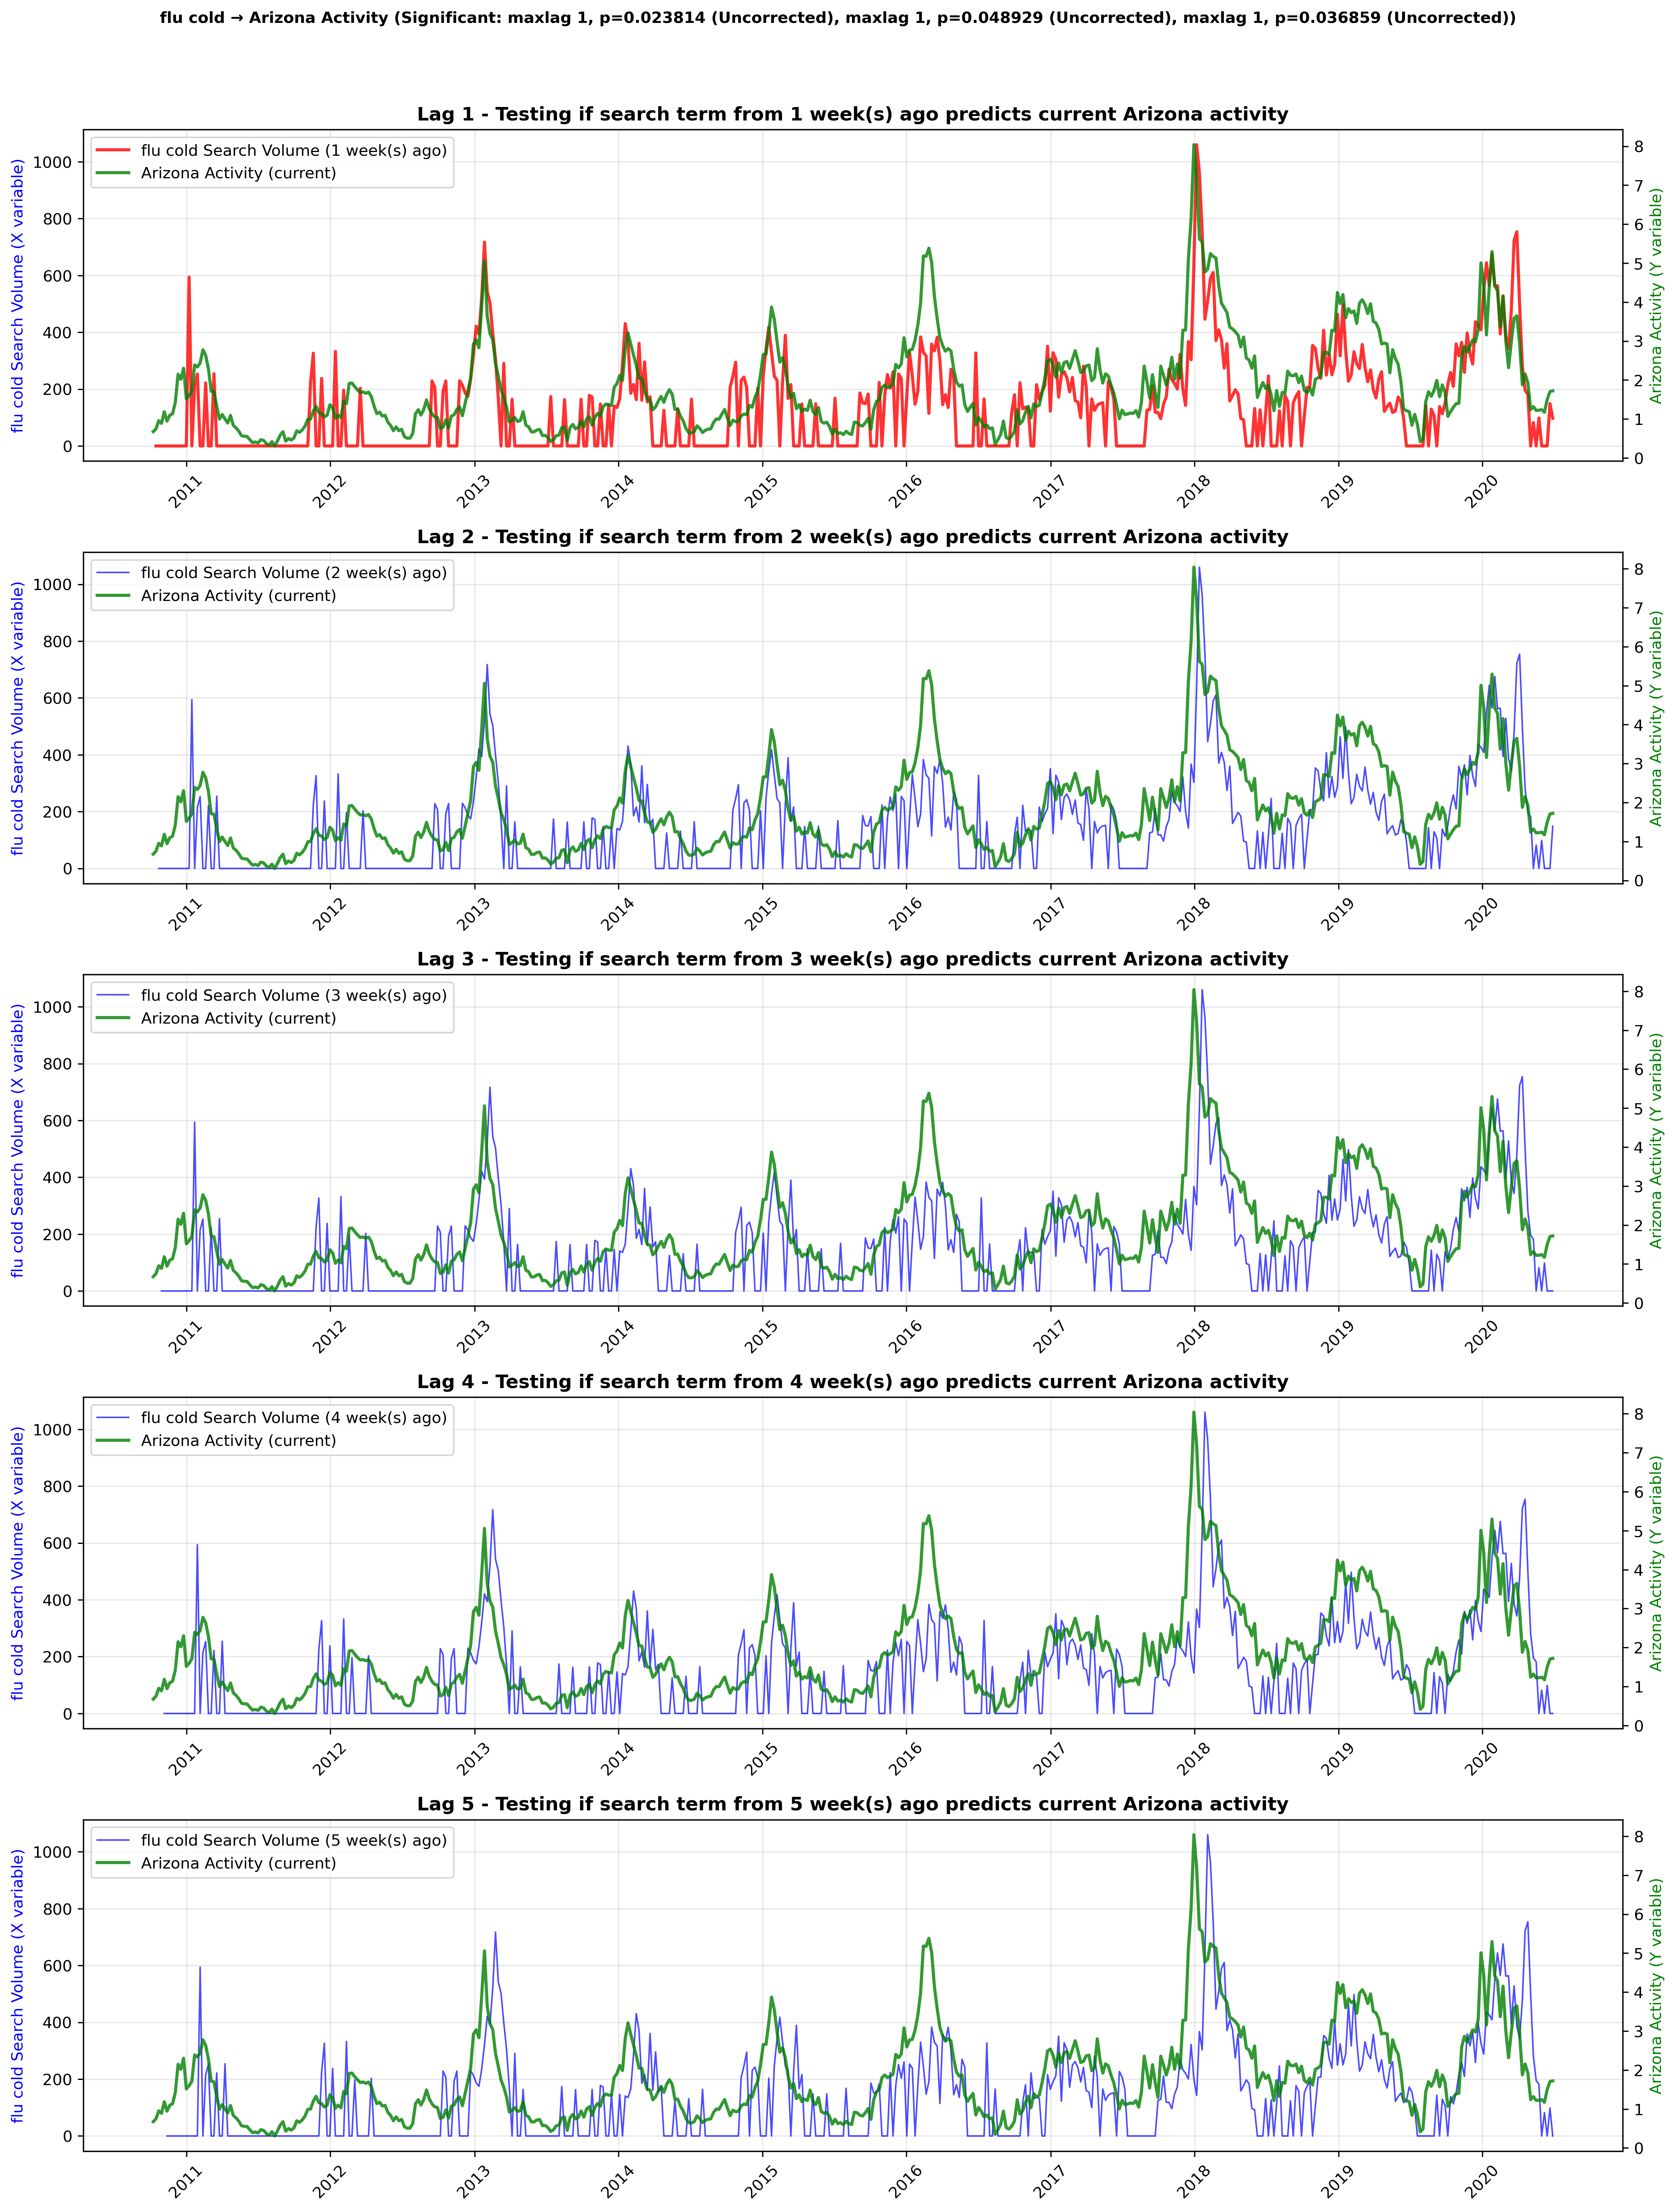 flu cold → Arizona Activity (Significant: maxlag 1, p=0.023814 (Uncorrected), maxlag 1, p=0.048929 (Uncorrected), maxlag 1, p=0.036859 (Uncorrected))
Lag 1 - Testing if search term from 1 week(s) ago predicts current Arizona activity
flu cold Search Volume (1 week(s) ago)
Arizona Activity (current)
flu cold Search Volume (X variable)
1000
800
600
400
200
0
Arizona Activity (Y variable)
8
7
6
5
4
3
2
1
0
2011 2012 2013 2014 2015 2016 2017 2018 2019 2020
Lag 2 - Testing if search term from 2 week(s) ago predicts current Arizona activity
flu cold Search Volume (2 week(s) ago)
Arizona Activity (current)
flu cold Search Volume (X variable)
1000
800
600
400
200
0
Arizona Activity (Y variable)
8
7
6
5
4
3
2
1
0
2011 2012 2013 2014 2015 2016 2017 2018 2019 2020
Lag 3 - Testing if search term from 3 week(s) ago predicts current Arizona activity
flu cold Search Volume (3 week(s) ago)
Arizona Activity (current)
flu cold Search Volume (X variable)
1000
800
600
400
200
0
Arizona Activity (Y variable)
8
7
6
5
4
3
2
1
0
2011 2012 2013 2014 2015 2016 2017 2018 2019 2020
Lag 4 - Testing if search term from 4 week(s) ago predicts current Arizona activity
flu cold Search Volume (4 week(s) ago)
Arizona Activity (current)
flu cold Search Volume (X variable)
1000
800
600
400
200
0
Arizona Activity (Y variable)
8
7
6
5
4
3
2
1
0
2011 2012 2013 2014 2015 2016 2017 2018 2019 2020
Lag 5 - Testing if search term from 5 week(s) ago predicts current Arizona activity
flu cold Search Volume (5 week(s) ago)
Arizona Activity (current)
flu cold Search Volume (X variable)
1000
800
600
400
200
0
Arizona Activity (Y variable)
8
7
6
5
4
3
2
1
0
2011 2012 2013 2014 2015 2016 2017 2018 2019 2020